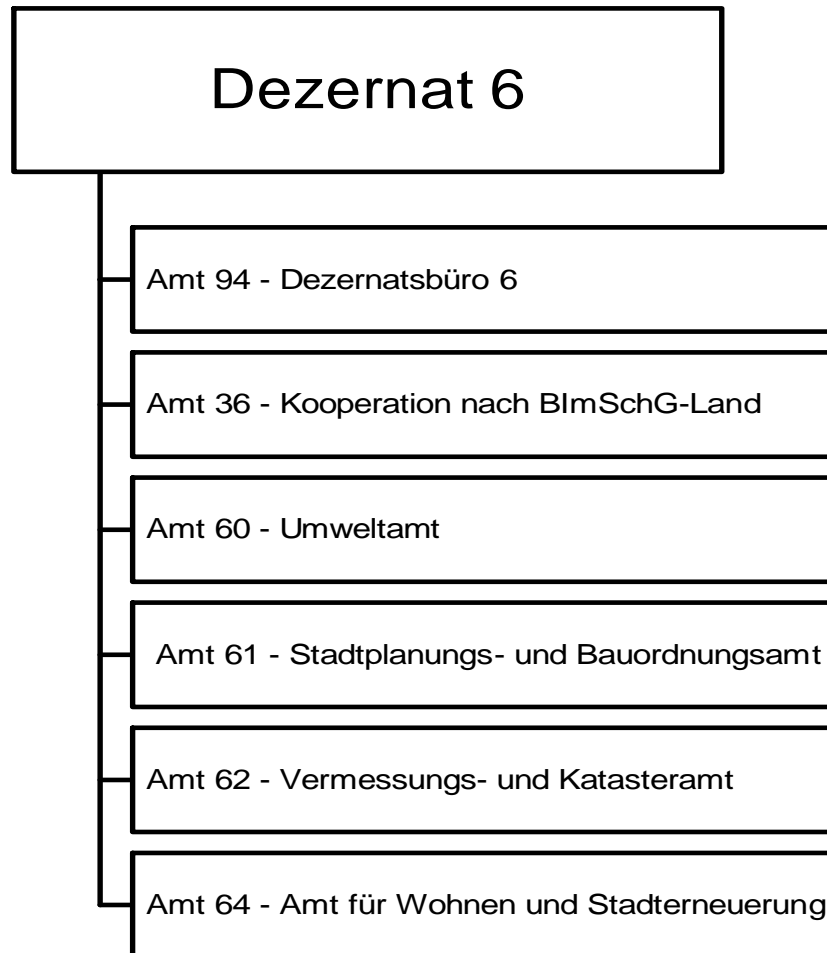 Dezernat 6
Amt 94 - Dezernatsbüro 6
Amt 36 - Kooperation nach BImSchG-Land
Amt 60 - Umweltamt
Amt 61 - Stadtplanungs- und Bauordnungsamt
Amt 62 - Vermessungs- und Katasteramt
Amt 64 - Amt für Wohnen und Stadterneuerung